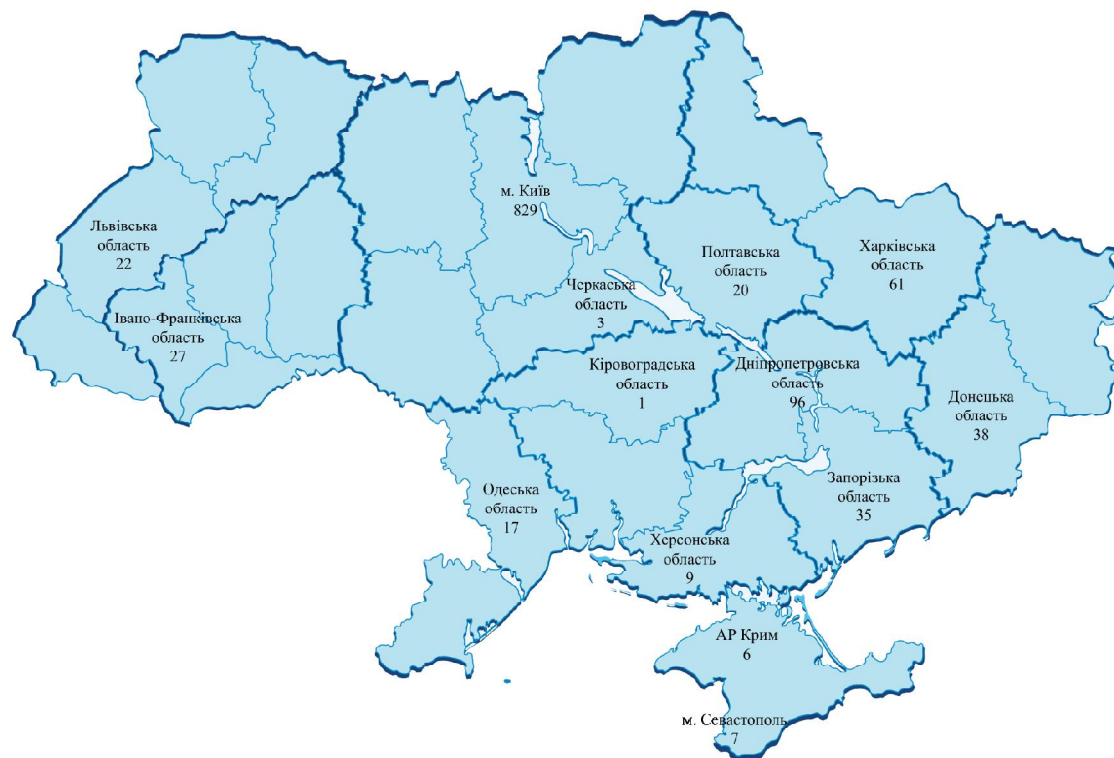 м. Київ
829
Львівська
область
22
Полтавська
область
20
Харківська
область
61
Черкаська
область
3
Івано-Франківська
область
27
Кіровоградська
область
1
Дніпропетровська
область
96
Донецька
область
38
Запорізька
область
35
Одеська
область
17
Херсонська
область
9
АР Крим
6
м. Севастополь
7